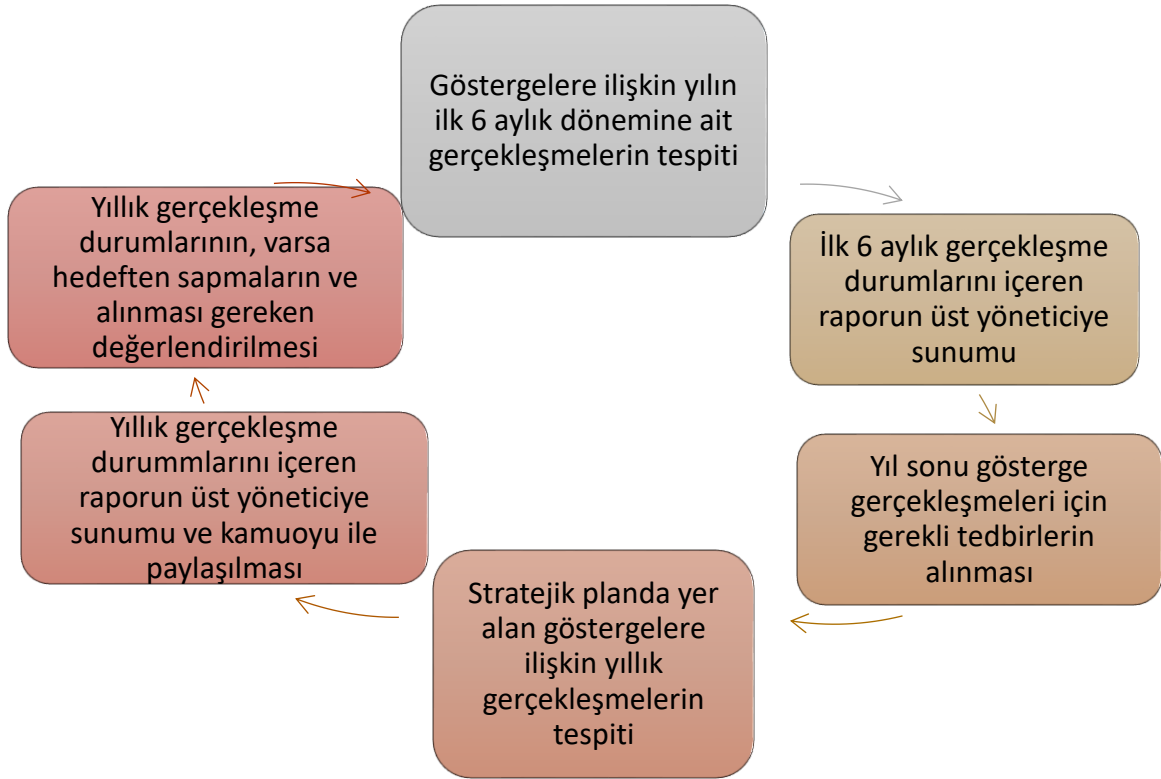 Göstergelere ilişkin yılın
ilk 6 aylık dönemine ait
gerçekleşmelerin tespiti
İlk 6 aylık gerçekleşme
durumlarını içeren
raporun üst yöneticiye
sunumu
Yıl sonu gösterge
gerçekleşmeleri için
gerekli tedbirlerin
alınması
Stratejik planda yer
alan göstergelere
ilişkin yıllık
gerçekleşmelerin
tespiti
Yıllık gerçekleşme
durummlarını içeren
raporun üst yöneticiye
sunumu ve kamuoyu ile
paylaşılması
Yıllık gerçekleşme
durumlarının, varsa
hedeften sapmaların ve
alınması gereken
değerlendirilmesi